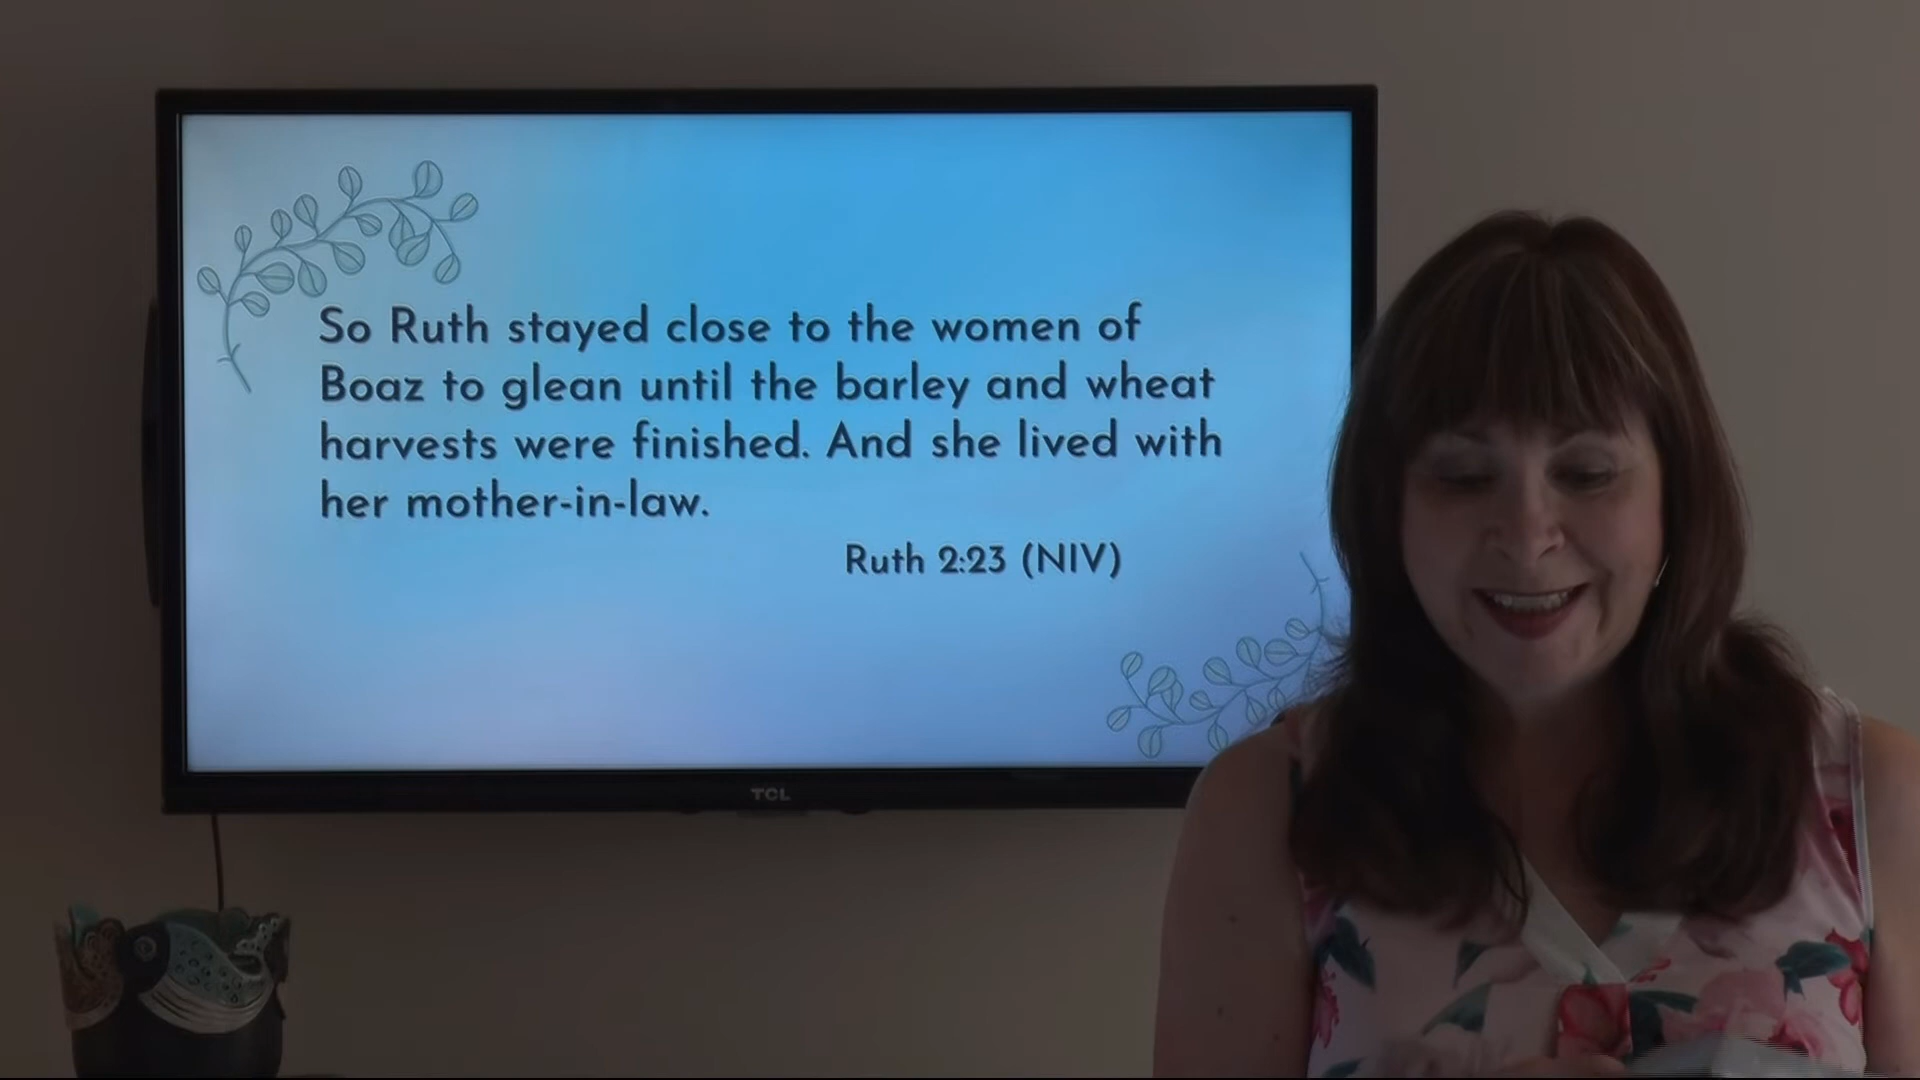 So Ruth stayed close to the women of
Boaz to glean until the barley and wheat
harvests were finished. And she lived with
her mother-in-law.
Ruth 2:23 (NIV)
TCL